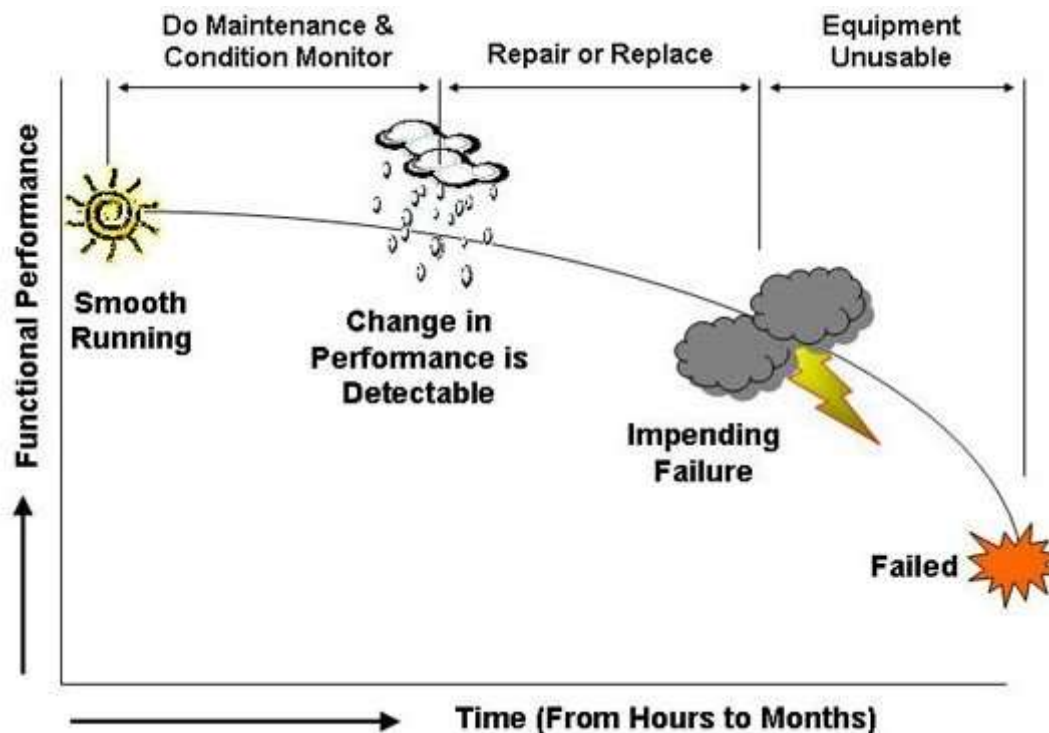 Do Maintenance &
Condition Monitor
Repair or Replace
Equipment
Unusable
Functional Performance
Smooth
Running
Change in
Performance is
Detectable
Impending
Failure
Failed
Time (From Hours to Months)